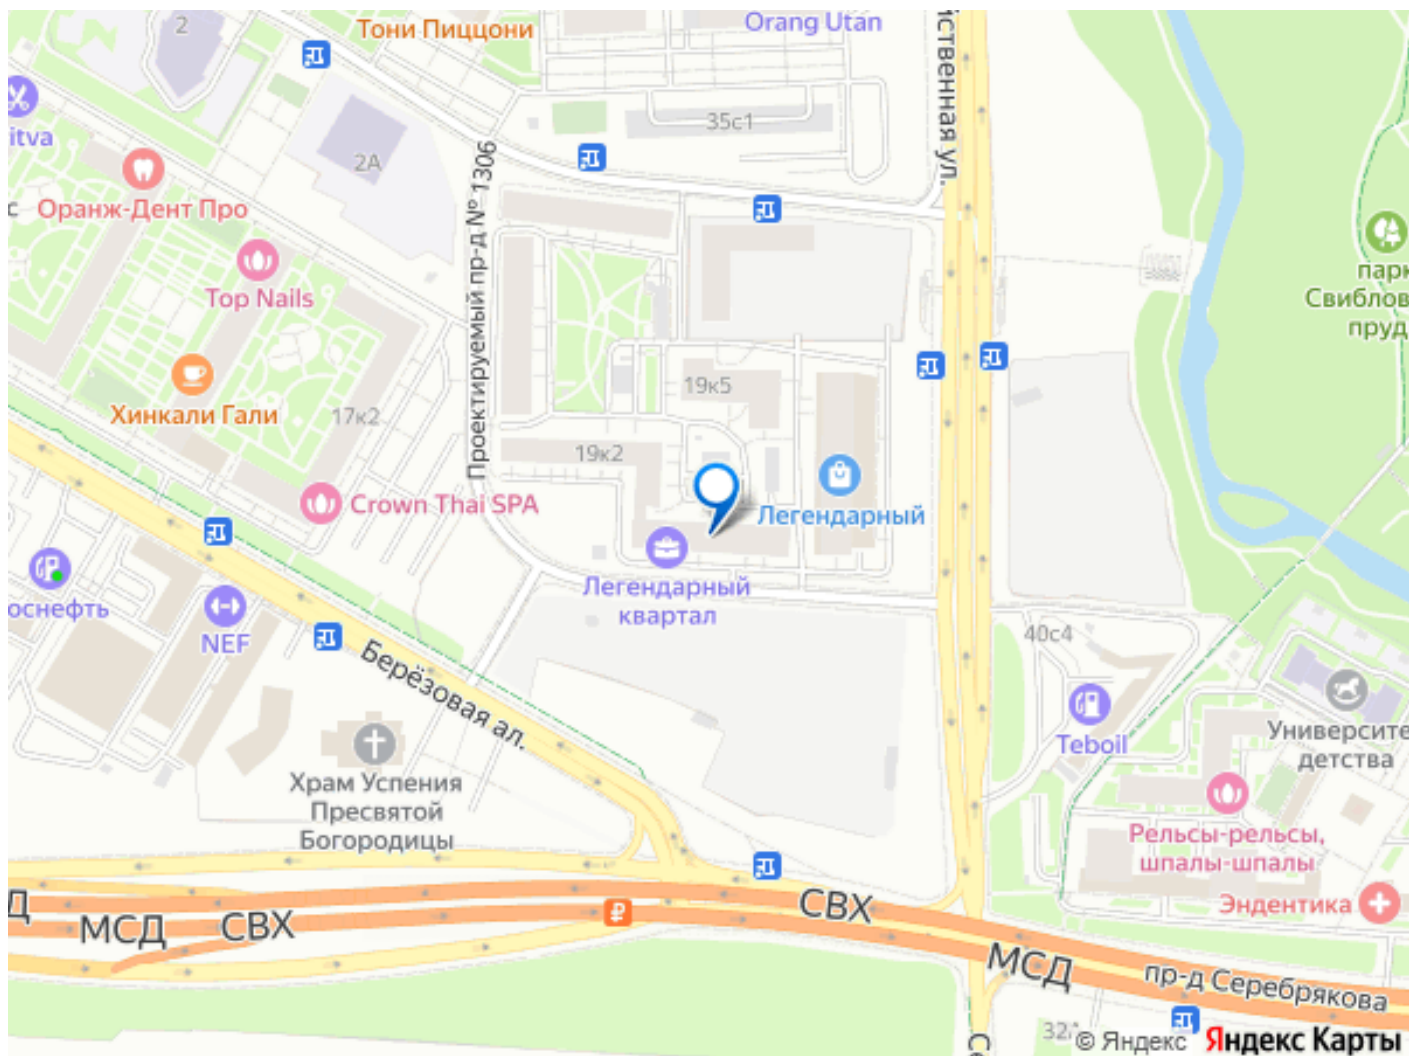 2
Тони Пиццони
Orang Utan
йственная ул.
itva
35с1
2А
Проектируемый пр-д № 1306
с
Оранж-Дент Про
Top Nails
парк
Свиблов
пруд
Хинкали Гали
17к2
19к5
19к2
Crown Thai SPA
Легендарный
Легендарный
квартал
оснефть
NEF
Берёзовая ал.
40с4
Teboil
Университе
детства
Храм Успения
Пресвятой
Богородицы
Рельсы-рельсы,
шпалы-шпалы
Эндентика
Д
МСД
СВХ
₽
СВХ
МСД
пр-д Серебрякова
Се
© Яндекс
Яндекс Карты